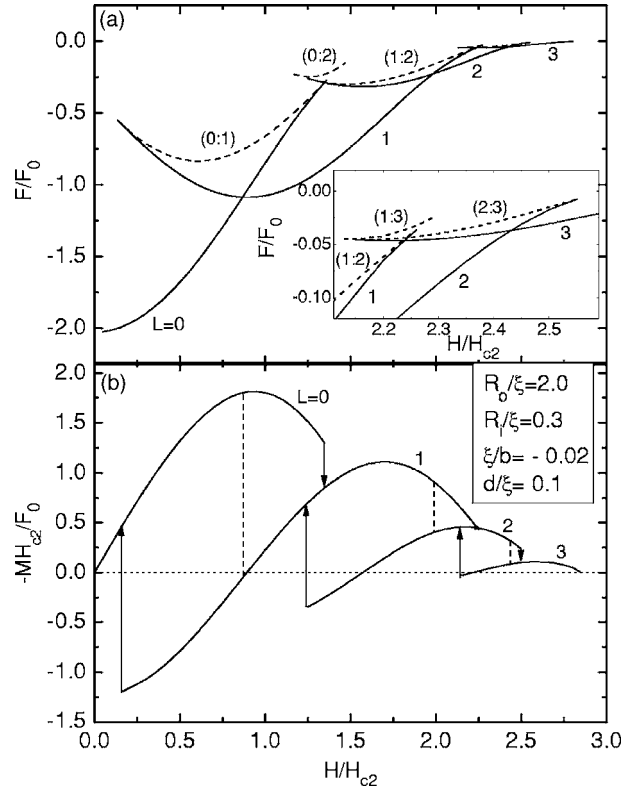 (a)
0.0
-0.5
-1.0
-1.5
-2.0
F/F0
(0:2)
(1:2)
(0:1)
3
2
1
L=0
0.00
-0.05
-0.10
F/F0
(1:3)
(2:3)
(1:2)
1
2
3
2.2 2.3 2.4 2.5
H/Hc2
(b)
2.0
1.5
1.0
0.5
0.0
-0.5
-1.0
-1.5
-MHc2/F0
L=0
1
2
3
Ro/ξ=2.0
Ri/ξ=0.3
ξ/b= - 0.02
d/ξ= 0.1
0.0 0.5 1.0 1.5 2.0 2.5 3.0
H/Hc2